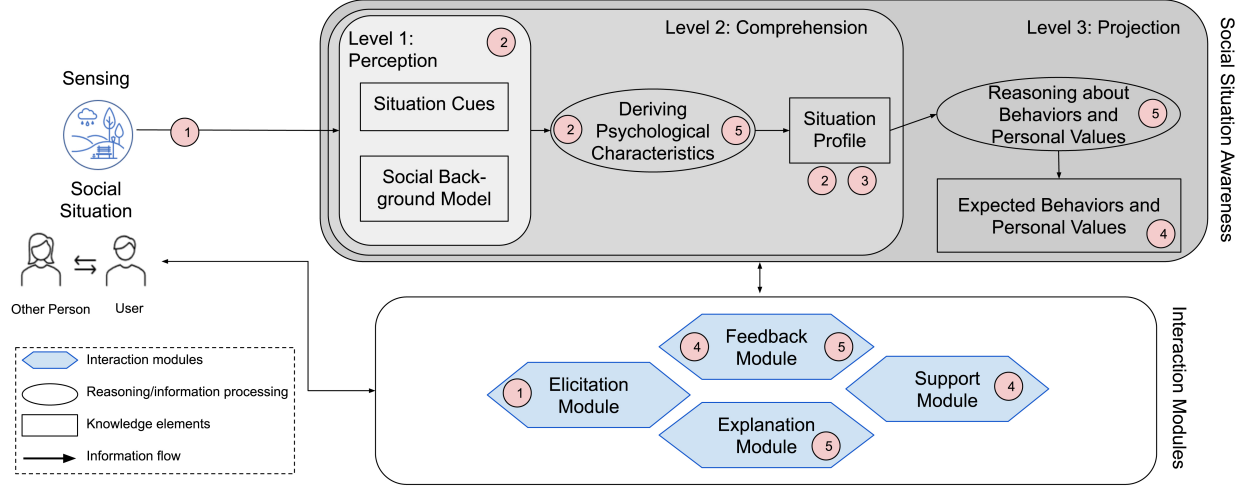 Sensing
1
Social
Situation
Other Person
User
Level 1:
Perception
2
Situation Cues
Social Back-
ground Model
Level 2: Comprehension
Deriving
Psychological
Characteristics
2
5
Situation
Profile
2
3
Level 3: Projection
Reasoning about
Behaviors and
Personal Values
5
Expected Behaviors and
Personal Values
4
Social Situation Awareness
Interaction modules
Reasoning/information processing
Knowledge elements
Information flow
Elicitation
Module
1
Feedback
Module
4
5
Explanation
Module
5
Support
Module
4
Interaction Modules